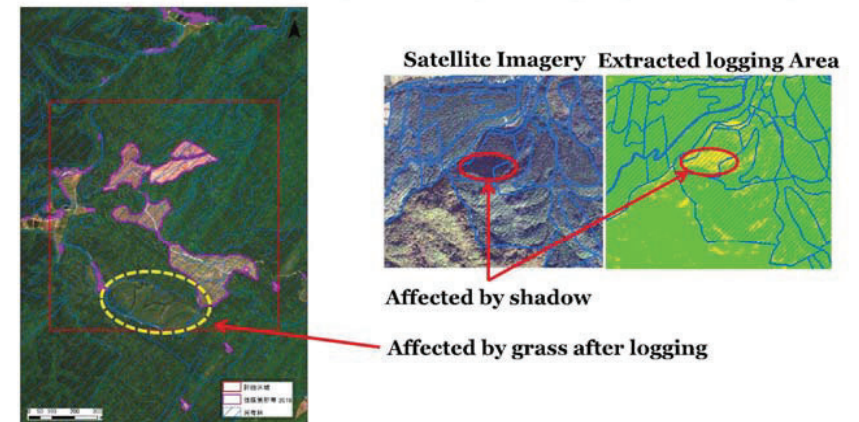 Satellite Imagery
Extracted logging Area
Affected by shadow
Affected by grass after logging